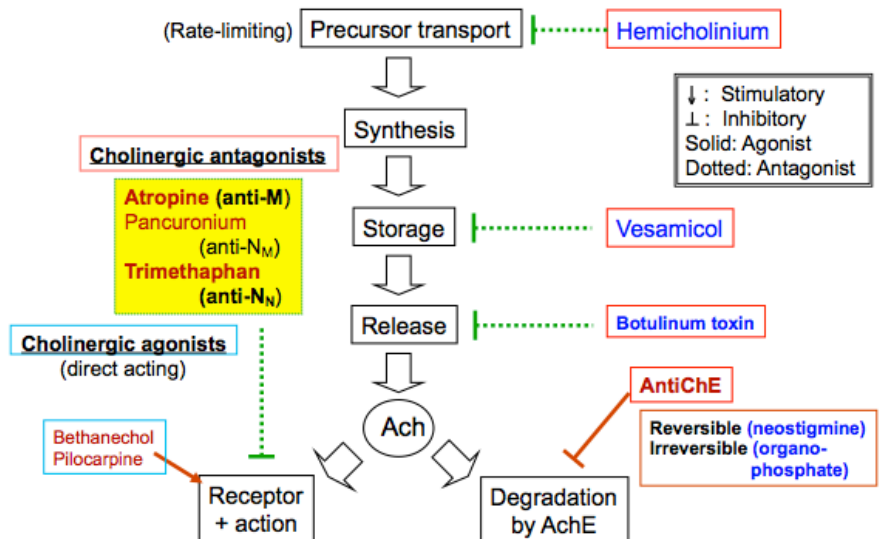 (Rate-limiting) Precursor transport
Hemicholinium
↓ : Stimulatory
⊥ : Inhibitory
Solid: Agonist
Dotted: Antagonist
Synthesis
Cholinergic antagonists
Atropine (anti-M)
Pancuronium
(anti-NM)
Trimethaphan
(anti-NN)
Storage
Vesamicol
Release
Botulinum toxin
Cholinergic agonists
(direct acting)
AntiChE
Ach
Reversible (neostigmine)
Irreversible (organo-
phosphate)
Bethanechol
Pilocarpine
Receptor
+ action
Degradation
by AchE